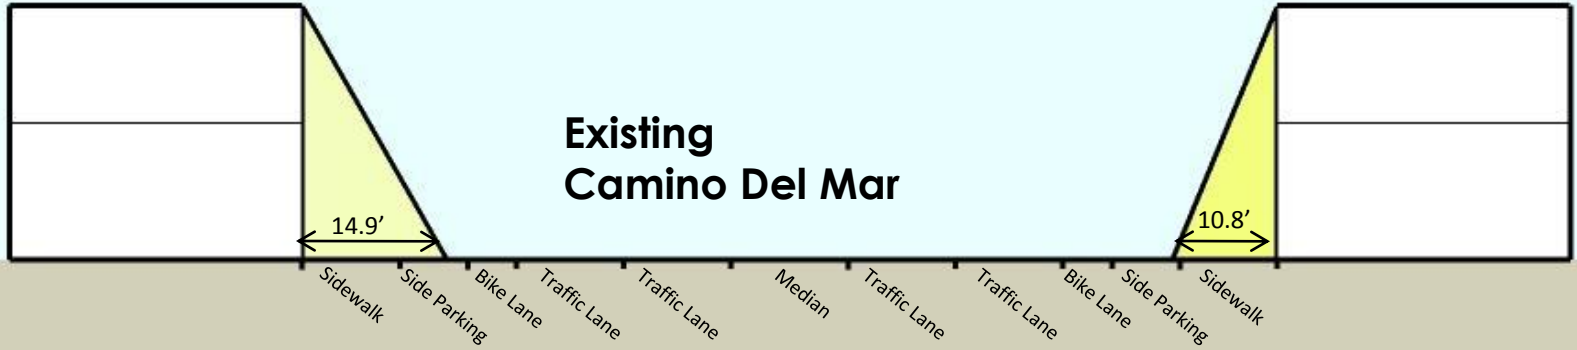 Existing
Camino Del Mar
14.9’
10.8’
Sidewalk
Side Parking
Bike Lane
Traffic Lane
Traffic Lane
Median
Traffic Lane
Traffic Lane
Bike Lane
Side Parking
Sidewalk